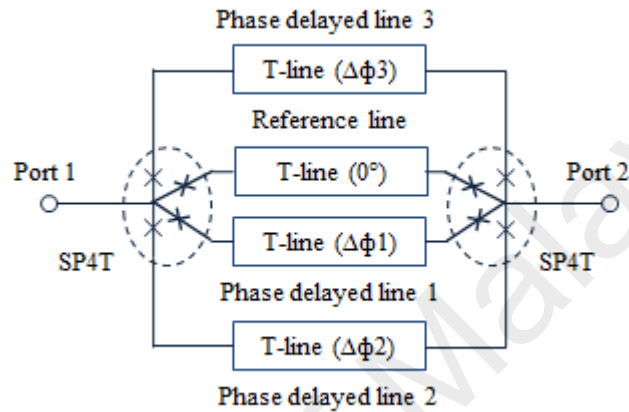 Phase delayed line 3
T-line (Δϕ3)
Reference line
Port 1
T-line (0°)
Port 2
T-line (Δϕ1)
SP4T
SP4T
Phase delayed line 1
T-line (Δϕ2)
Phase delayed line 2
Malay